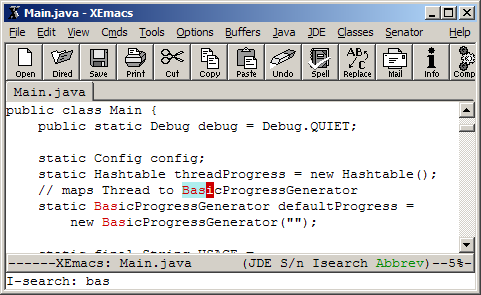 Main.java - XEmacs
File Edit View Cmds Tools Options Buffers Java JDE Classes Senator Help
Open Dired Save Print Cut Copy Paste Undo Spell Replace Mail Info Comp
Main.java
public class Main {
public static Debug debug = Debug.QUIET;
static Config config;
static Hashtable threadProgress = new Hashtable();
// maps Thread to BasicProgressGenerator
static BasicProgressGenerator defaultProgress =
new BasicProgressGenerator("");
static final String USAGE =
------XEmacs: Main.java (JDE S/n Isearch Abbrev)--5%-
I-search: bas